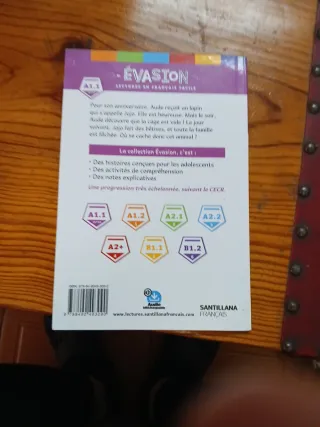 A1.1
ÉVASION
LECTURES EN FRANÇAIS FACILE
Pour son anniversaire, Aude reçoit un lapin
qui s'appelle Jojo. Elle est heureuse. Mais le soir,
Aude découvre que la cage est vide ! Le jour
suivant, Jojo fait des bêtises, et toute la famille
est fâchée. Où se cache donc cet animal ?
La collection Évasion, c'est :
• Des histoires conçues pour les adolescents
• Des activités de compréhension
• Des notes explicatives
Une progression très échelonnée, suivant le CECR.
A1.1
A1.2
A2.1
A2.2
A2+
B1.1
B1.2
Audio
téléchargeable
www.lectures.santillanafrancais.com
SANTILLANA
FRANÇAIS